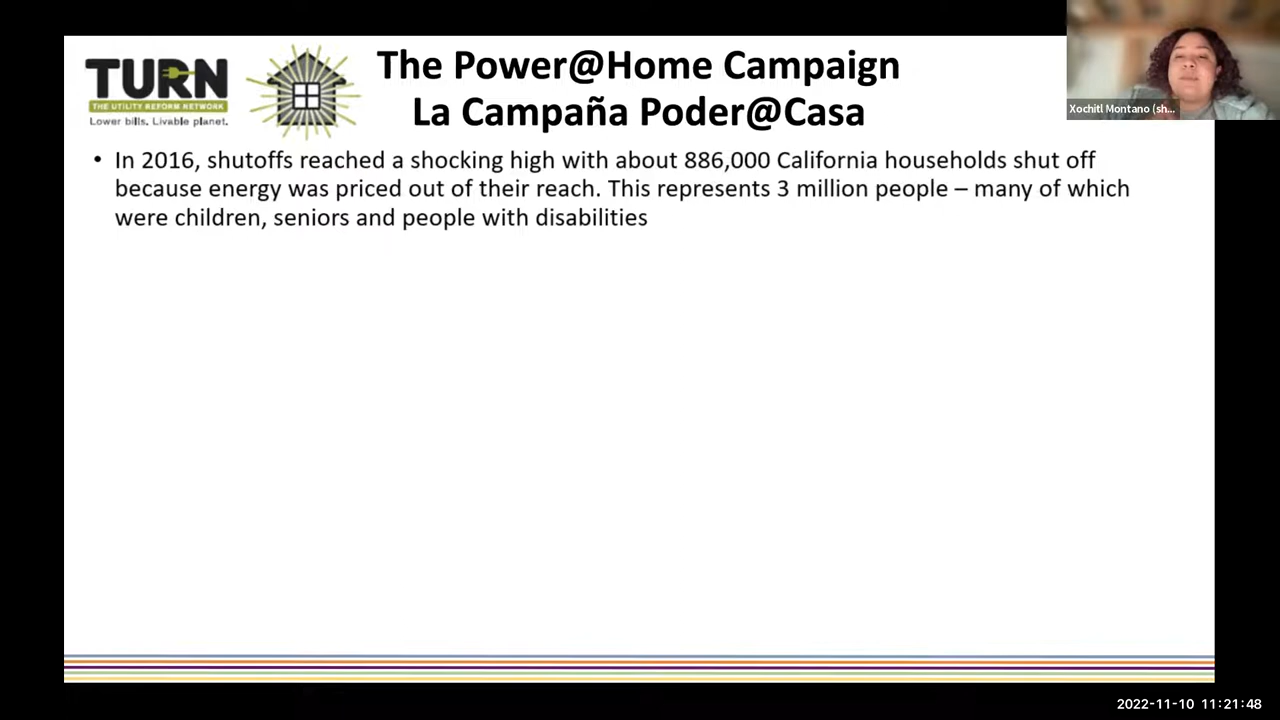 TURN
THE UTILITY REFORM NETWORK
Lower bills. Livable planet.
The Power@Home Campaign
La Campaña Poder@Casa
Xochitl Montano (sh...
• In 2016, shutoffs reached a shocking high with about 886,000 California households shut off
because energy was priced out of their reach. This represents 3 million people – many of which
were children, seniors and people with disabilities
2022-11-10 11:21:48